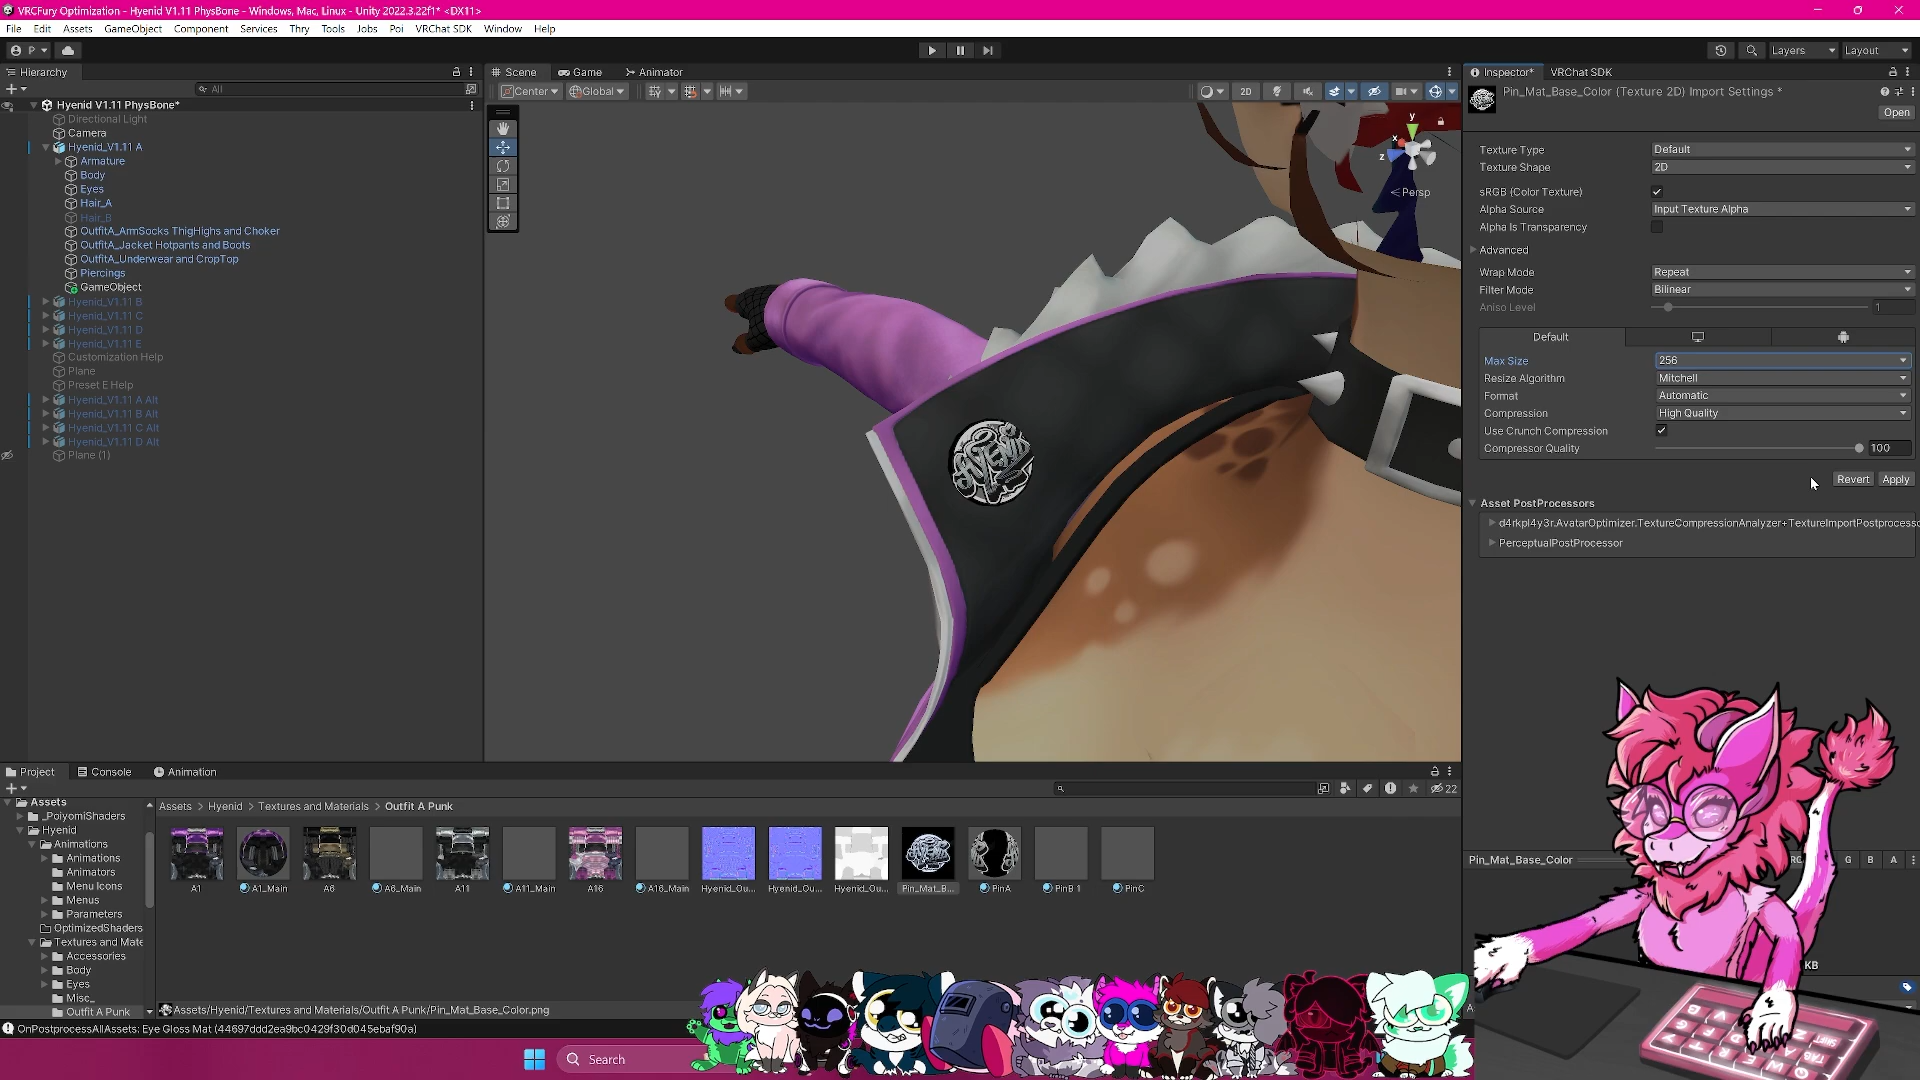 VRCFury Optimization - Hyenid V1.11 PhysBone - Windows, Mac, Linux - Unity 2022.3.22f1* <DX11>
File Edit Assets GameObject Component Services Thry Tools Jobs Poi VRChat SDK Window Help
P Layers Layout
Hierarchy
All
Hyenid V1.11 PhysBone*
Directional Light
Camera
Hyenid_V1.11 A
Armature
Body
Eyes
Hair_A
Hair_B
OutfitA_ArmSocks ThigHighs and Choker
OutfitA_Jacket Hotpants and Boots
OutfitA_Underwear and CropTop
Piercings
GameObject
Hyenid_V1.11 B
Hyenid_V1.11 C
Hyenid_V1.11 D
Hyenid_V1.11 E
Customization Help
Plane
Preset E Help
Hyenid_V1.11 A Alt
Hyenid_V1.11 B Alt
Hyenid_V1.11 C Alt
Hyenid_V1.11 D Alt
Plane (1)
Scene Game Animator
Center Global 2D
y
x
z
< Persp
HYENID
Inspector* VRChat SDK
Pin_Mat_Base_Color (Texture 2D) Import Settings *
Open
Texture Type Default
Texture Shape 2D
sRGB (Color Texture)
Alpha Source Input Texture Alpha
Alpha Is Transparency
Advanced
Wrap Mode Repeat
Filter Mode Bilinear
Aniso Level 1
Default
Max Size 256
Resize Algorithm Mitchell
Format Automatic
Compression High Quality
Use Crunch Compression
Compressor Quality 100
Revert Apply
Asset PostProcessors
d4rkpl4y3r.AvatarOptimizer.TextureCompressionAnalyzer+TextureImportPostprocesso
PerceptualPostProcessor
Pin_Mat_Base_Color G B A
KB
Project Console Animation
22
Assets
_PoiyomiShaders
Hyenid
Animations
Animations
Animators
Menu Icons
Menus
Parameters
OptimizedShaders
Textures and Mate
Accessories
Body
Eyes
Misc_
Outfit A Punk
Assets > Hyenid > Textures and Materials > Outfit A Punk
A1 A1_Main A6 A6_Main A11 A11_Main A16 A16_Main Hyenid_Ou... Hyenid_Ou... Hyenid_Ou... Pin_Mat_B... PinA PinB 1 PinC
Assets/Hyenid/Textures and Materials/Outfit A Punk/Pin_Mat_Base_Color.png
OnPostprocessAllAssets: Eye Gloss Mat (44697ddd2ea9bc0429f30d045ebaf90a)
Search